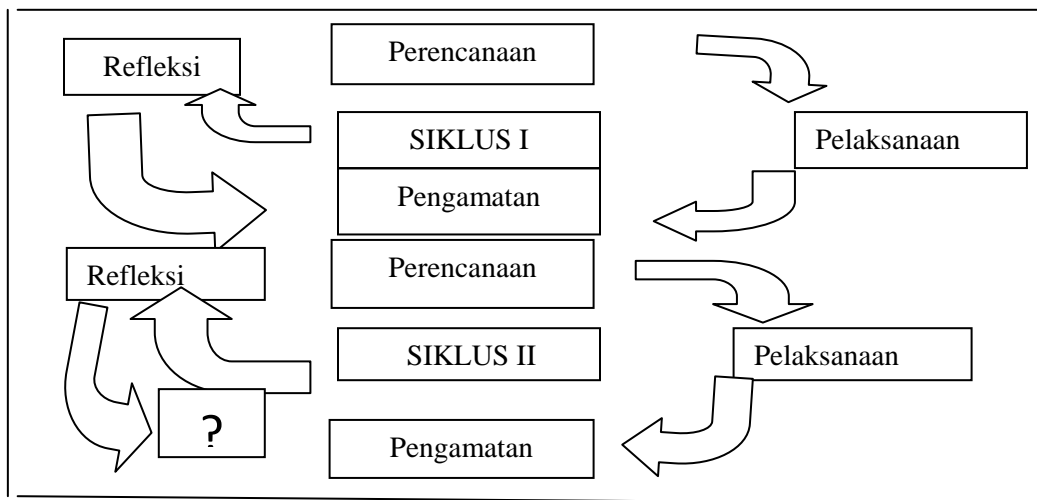 Perencanaan
Refleksi
SIKLUS I
Pelaksanaan
Pengamatan
Perencanaan
Refleksi
SIKLUS II
Pelaksanaan
?
Pengamatan